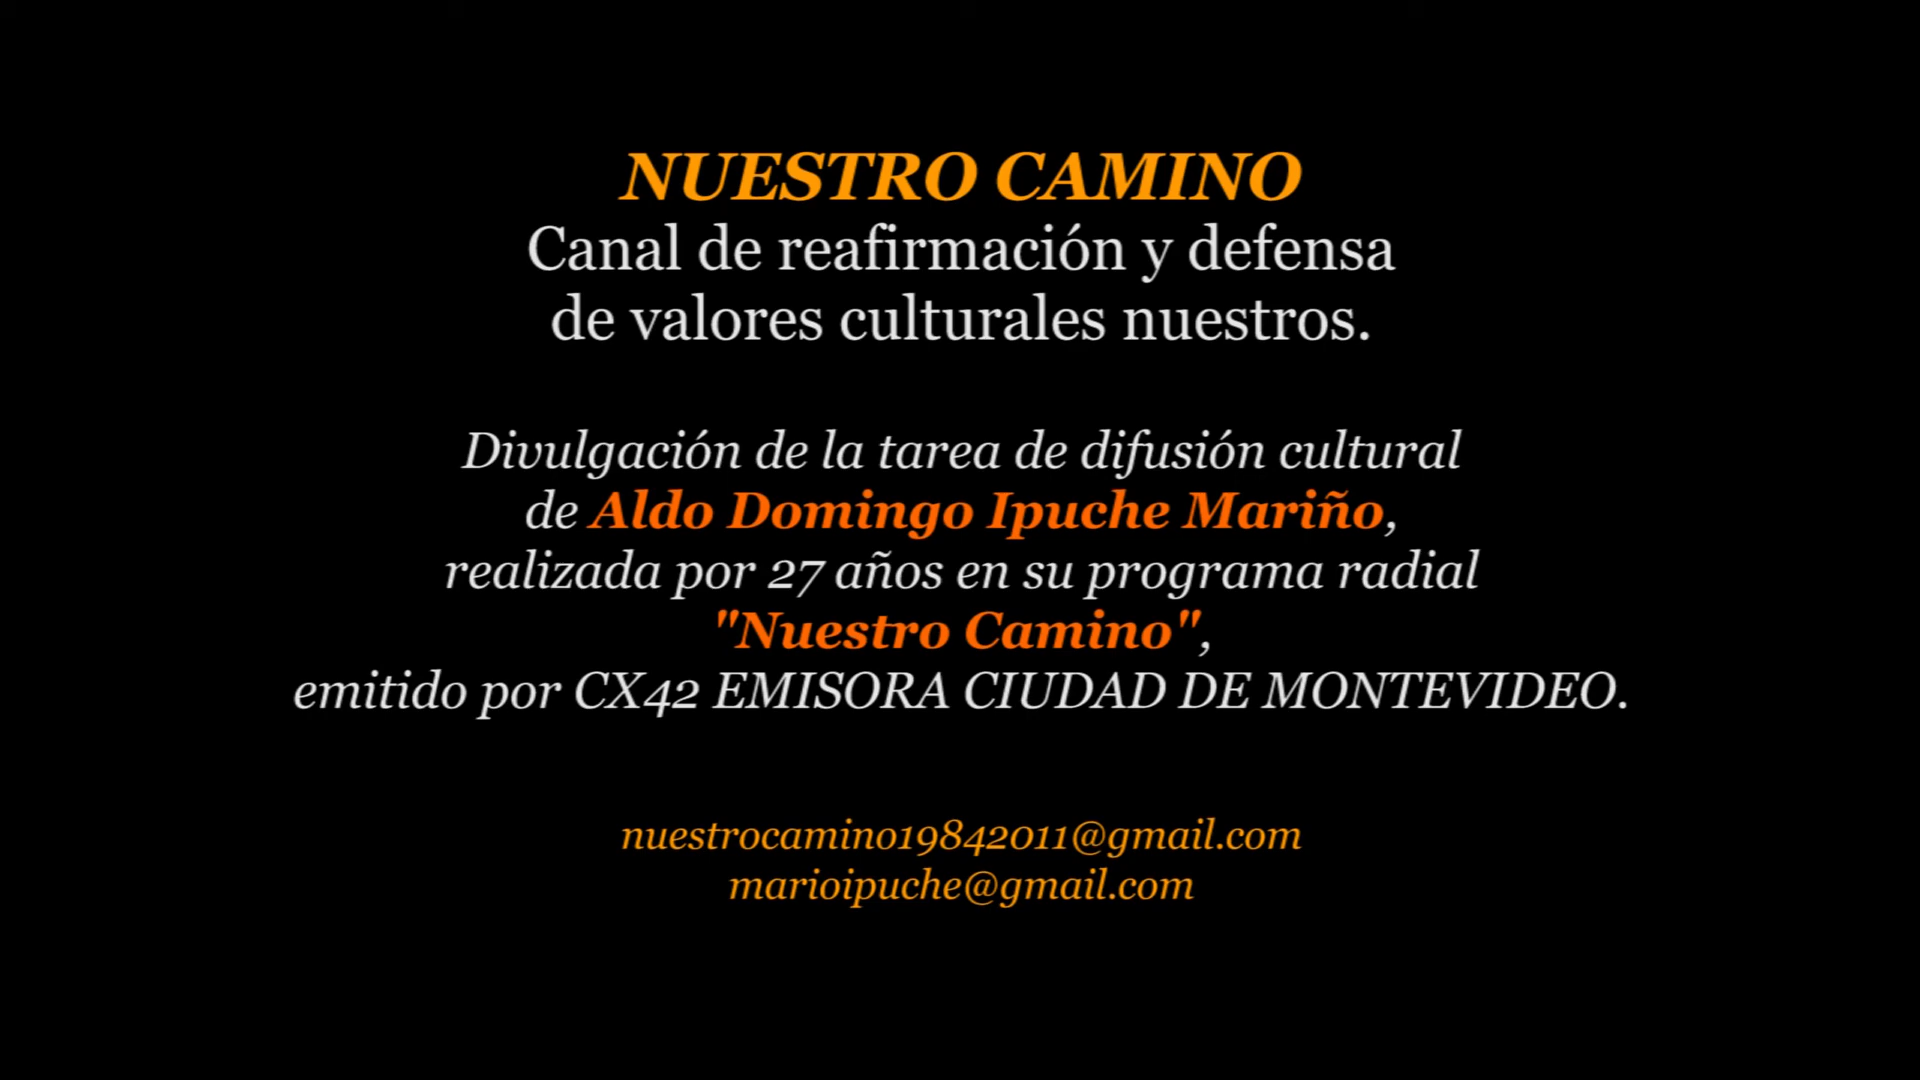 NUESTRO CAMINO
Canal de reafirmación y defensa
de valores culturales nuestros.
Divulgación de la tarea de difusión cultural
de Aldo Domingo Ipuche Mariño,
realizada por 27 años en su programa radial
"Nuestro Camino",
emitido por CX42 EMISORA CIUDAD DE MONTEVIDEO.
nuestrocamino19842011@gmail.com
marioipuche@gmail.com